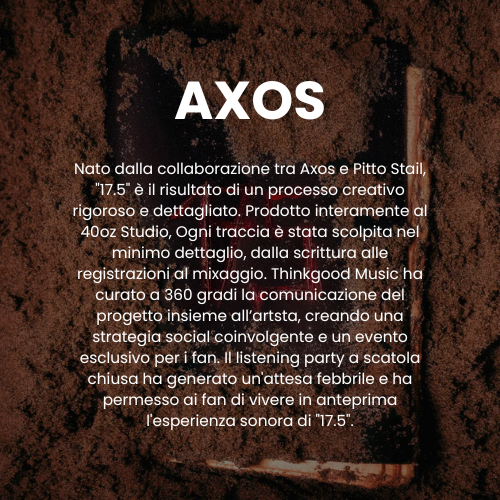 AXOS
Nato dalla collaborazione tra Axos e Pitto Stail,
"17.5" è il risultato di un processo creativo
rigoroso e dettagliato. Prodotto interamente al
40oz Studio, Ogni traccia è stata scolpita nel
minimo dettaglio, dalla scrittura alle
registrazioni al mixaggio. Thinkgood Music ha
curato a 360 gradi la comunicazione del
progetto insieme all’artsta, creando una
strategia social coinvolgente e un evento
esclusivo per i fan. Il listening party a scatola
chiusa ha generato un'attesa febbrile e ha
permesso ai fan di vivere in anteprima
l'esperienza sonora di "17.5".